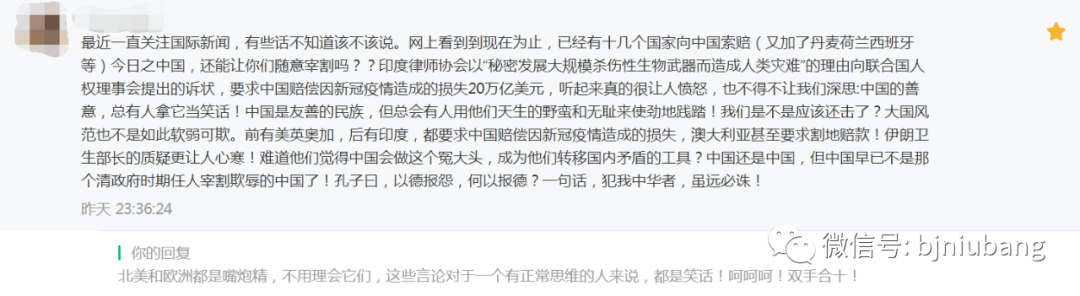 最近一直关注国际新闻，有些话不知道该不该说。网上看到到现在为止，已经有十几个国家向中国索赔（又加了丹麦荷兰西班牙
等）今日之中国，还能让你们随意宰割吗？？印度律师协会以“秘密发展大规模杀伤性生物武器而造成人类灾难”的理由向联合国人
权理事会提出的诉状，要求中国赔偿因新冠疫情造成的损失20万亿美元，听起来真的很让人愤怒，也不得不让我们深思:中国的善
意，总有人拿它当笑话！中国是友善的民族，但总会有人用他们天生的野蛮和无耻来使劲地践踏！我们是不是应该还击了？大国风
范也不是如此软弱可欺。前有美英奥加，后有印度，都要求中国赔偿因新冠疫情造成的损失，澳大利亚甚至要求割地赔款！伊朗卫
生部长的质疑更让人心寒！难道他们觉得中国会做这个冤大头，成为他们转移国内矛盾的工具？中国还是中国，但中国早已不是那
个清政府时期任人宰割欺辱的中国了！孔子曰，以德报怨，何以报德？一句话，犯我中华者，虽远必诛！
昨天 23:36:24
你的回复
北美和欧洲都是嘴炮精，不用理会它们，这些言论对于一个有正常思维的人来说，都是笑话！呵呵呵！双手合十！
微信号: bjniubang